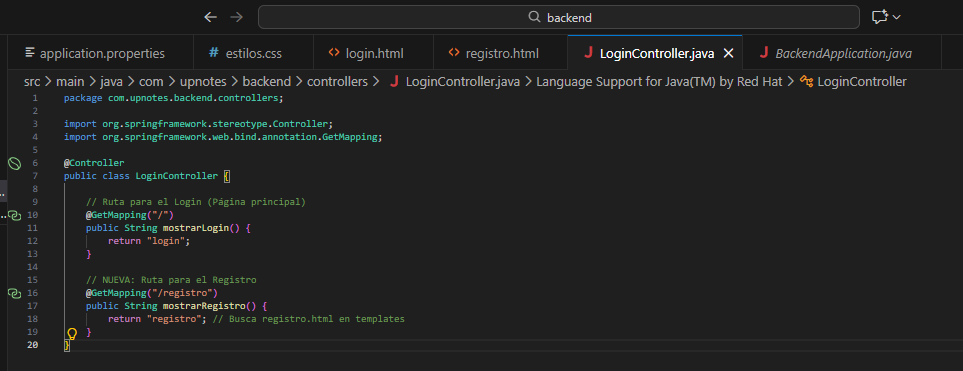 backend
application.properties
# estilos.css
<> login.html
<> registro.html
J LoginController.java
J BackendApplication.java
src > main > java > com > upnotes > backend > controllers > J LoginController.java > Language Support for Java(TM) by Red Hat > LoginController
1 package com.upnotes.backend.controllers;
2
3 import org.springframework.stereotype.Controller;
4 import org.springframework.web.bind.annotation.GetMapping;
5
6 @Controller
7 public class LoginController {
8
9 // Ruta para el Login (Página principal)
10 @GetMapping("/")
11 public String mostrarLogin() {
12 return "login";
13 }
14
15 // NUEVA: Ruta para el Registro
16 @GetMapping("/registro")
17 public String mostrarRegistro() {
18 return "registro"; // Busca registro.html en templates
19 }
20 }